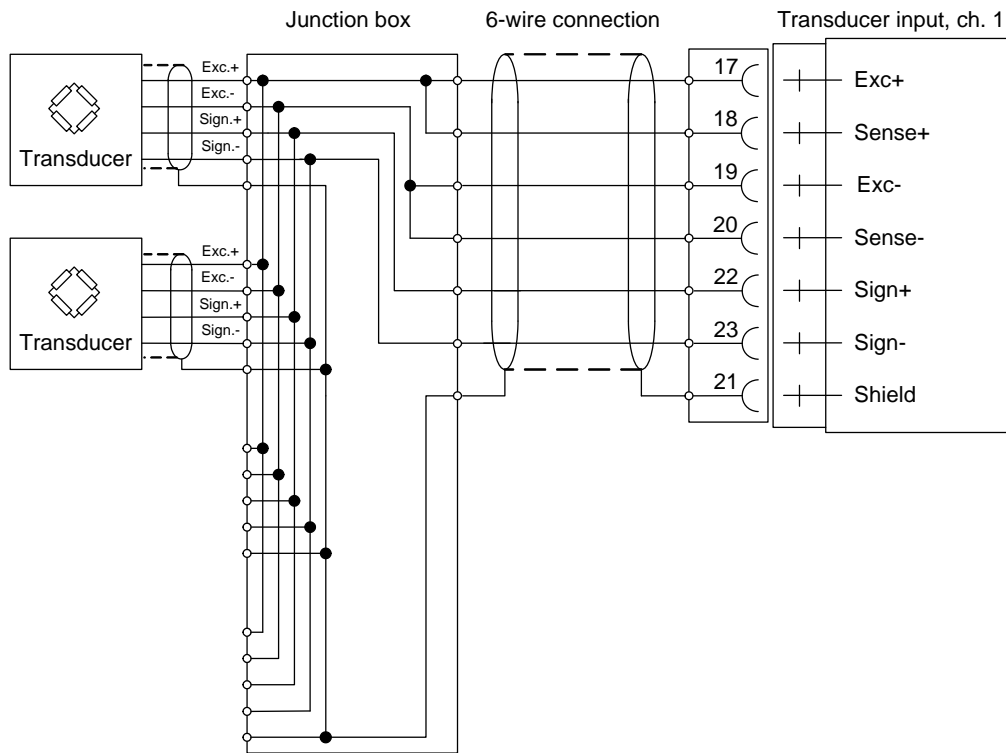 Junction box
6-wire connection
Transducer input, ch. 1
Exc.+
Exc.-
Sign.+
Sign.-
Transducer
17
Exc+
18
Sense+
19
Exc-
20
Sense-
22
Sign+
23
Sign-
21
Shield
Exc.+
Exc.-
Sign.+
Sign.-
Transducer